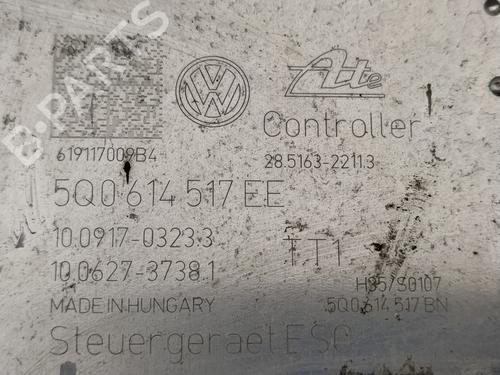 B-PARTS
Ate
Controller
619117009B4
28.5163-2211.3
5Q0 614 517 EE
10.0917-0323.3
TT1
10.0627-3738.1
H35/S0107
MADE IN HUNGARY
5Q0 614 517 BN
Steuergeraet ESC